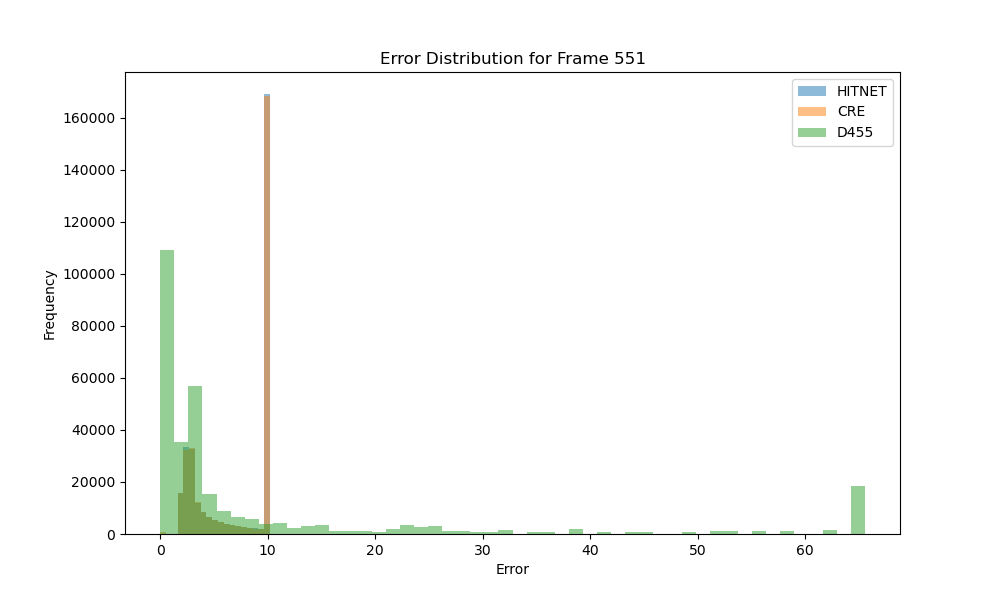 Error Distribution for Frame 551
HITNET
CRE
D455
160000
140000
120000
100000
80000
60000
40000
20000
0
Frequency
0 10 20 30 40 50 60
Error